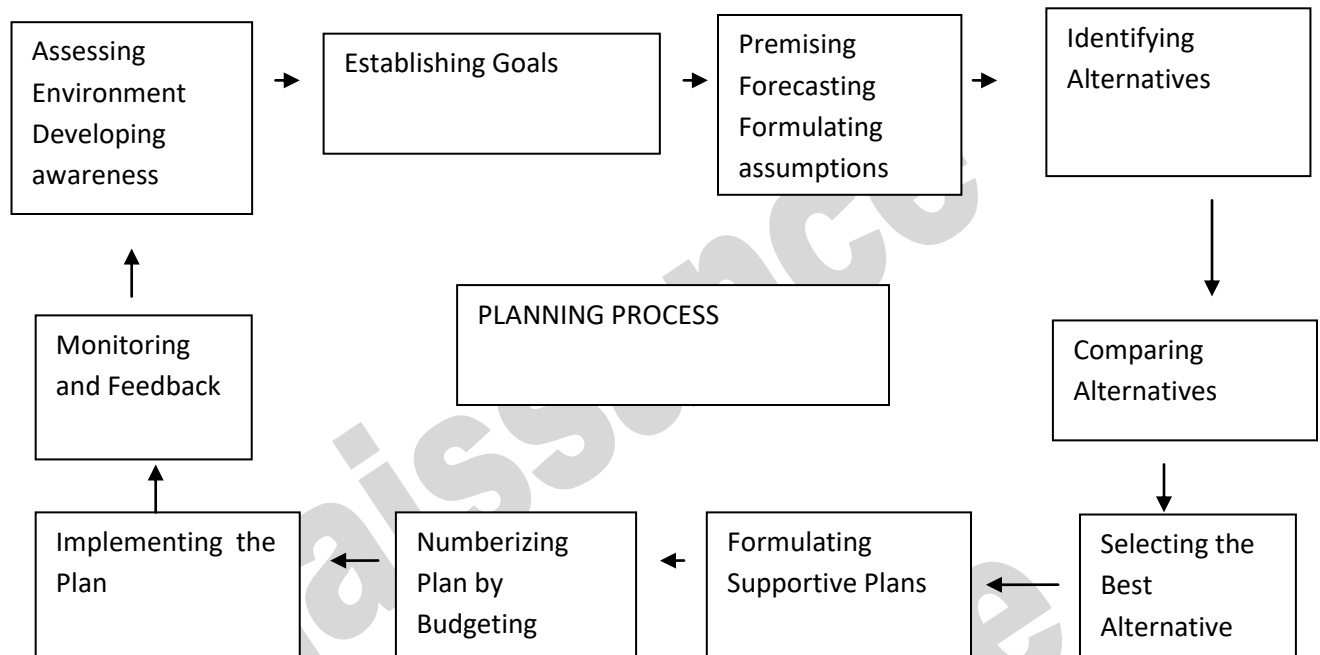 Assessing
Environment
Developing
awareness
Establishing Goals
Premising
Forecasting
Formulating
assumptions
Identifying
Alternatives
PLANNING PROCESS
Monitoring
and Feedback
Comparing
Alternatives
Implementing the
Plan
Numberizing
Plan by
Budgeting
Formulating
Supportive Plans
Selecting the
Best
Alternative